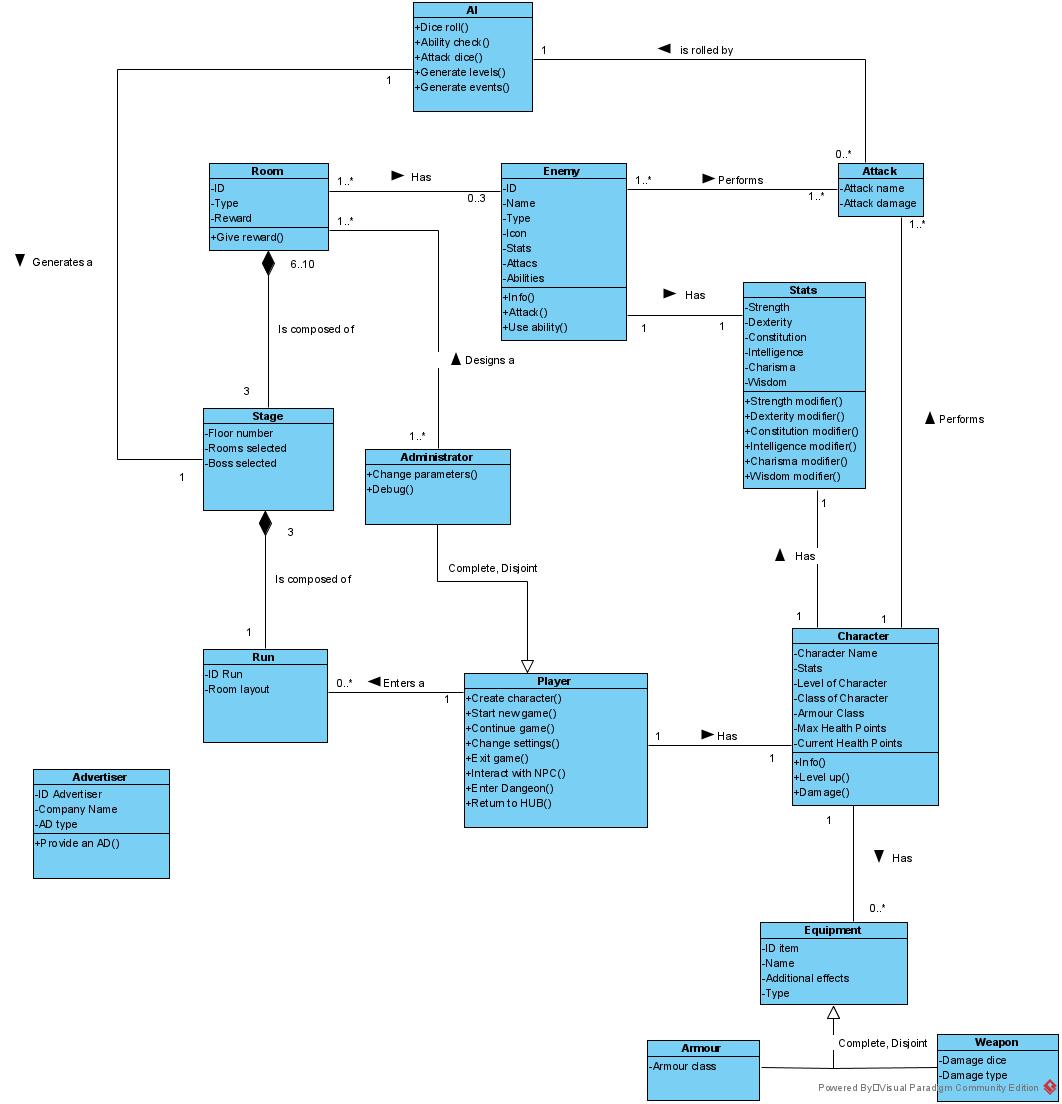 AI
+Dice roll()
+Ability check()
+Attack dice()
+Generate levels()
+Generate events()
1
1
is rolled by
0..*
Room
-ID
-Type
-Reward
+Give reward()
1..*
Has
0..3
1..*
Enemy
-ID
-Name
-Type
-Icon
-Stats
-Attacs
-Abilities
+Info()
+Attack()
+Use ability()
1..*
Performs
1..*
Attack
-Attack name
-Attack damage
1..*
Generates a
6..10
Is composed of
3
Has
1
1
Stats
-Strength
-Dexterity
-Constitution
-Intelligence
-Charisma
-Wisdom
+Strength modifier()
+Dexterity modifier()
+Constitution modifier()
+Intelligence modifier()
+Charisma modifier()
+Wisdom modifier()
Designs a
1..*
Performs
Stage
-Floor number
-Rooms selected
-Boss selected
1
3
Administrator
+Change parameters()
+Debug()
1
Has
1
1
Complete, Disjoint
Is composed of
1
Run
-ID Run
-Room layout
0..*
Enters a
1
Player
+Create character()
+Start new game()
+Continue game()
+Change settings()
+Exit game()
+Interact with NPC()
+Enter Dangeon()
+Return to HUB()
1
Has
1
Character
-Character Name
-Stats
-Level of Character
-Class of Character
-Armour Class
-Max Health Points
-Current Health Points
+Info()
+Level up()
+Damage()
Advertiser
-ID Advertiser
-Company Name
-AD type
+Provide an AD()
1
Has
0..*
Equipment
-ID item
-Name
-Additional effects
-Type
Complete, Disjoint
Armour
-Armour class
Weapon
-Damage dice
-Damage type
Powered By Visual Paradigm Community Edition